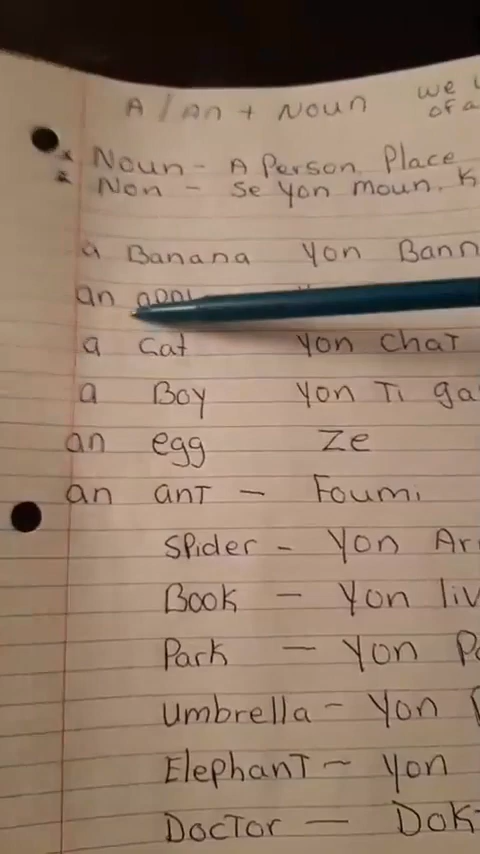 A / An + Noun we
of a
* Noun - A Person, Place
* Non - Se yon moun. K
a Banana Yon Bann
an
a Cat Yon Chat
a Boy Yon Ti ga
an egg Ze
an anT - Foumi
Spider - Yon Ar
Book - Yon liv
Park - Yon Pa
Umbrella - Yon
ElephanT - Yon
DocTor - Dok